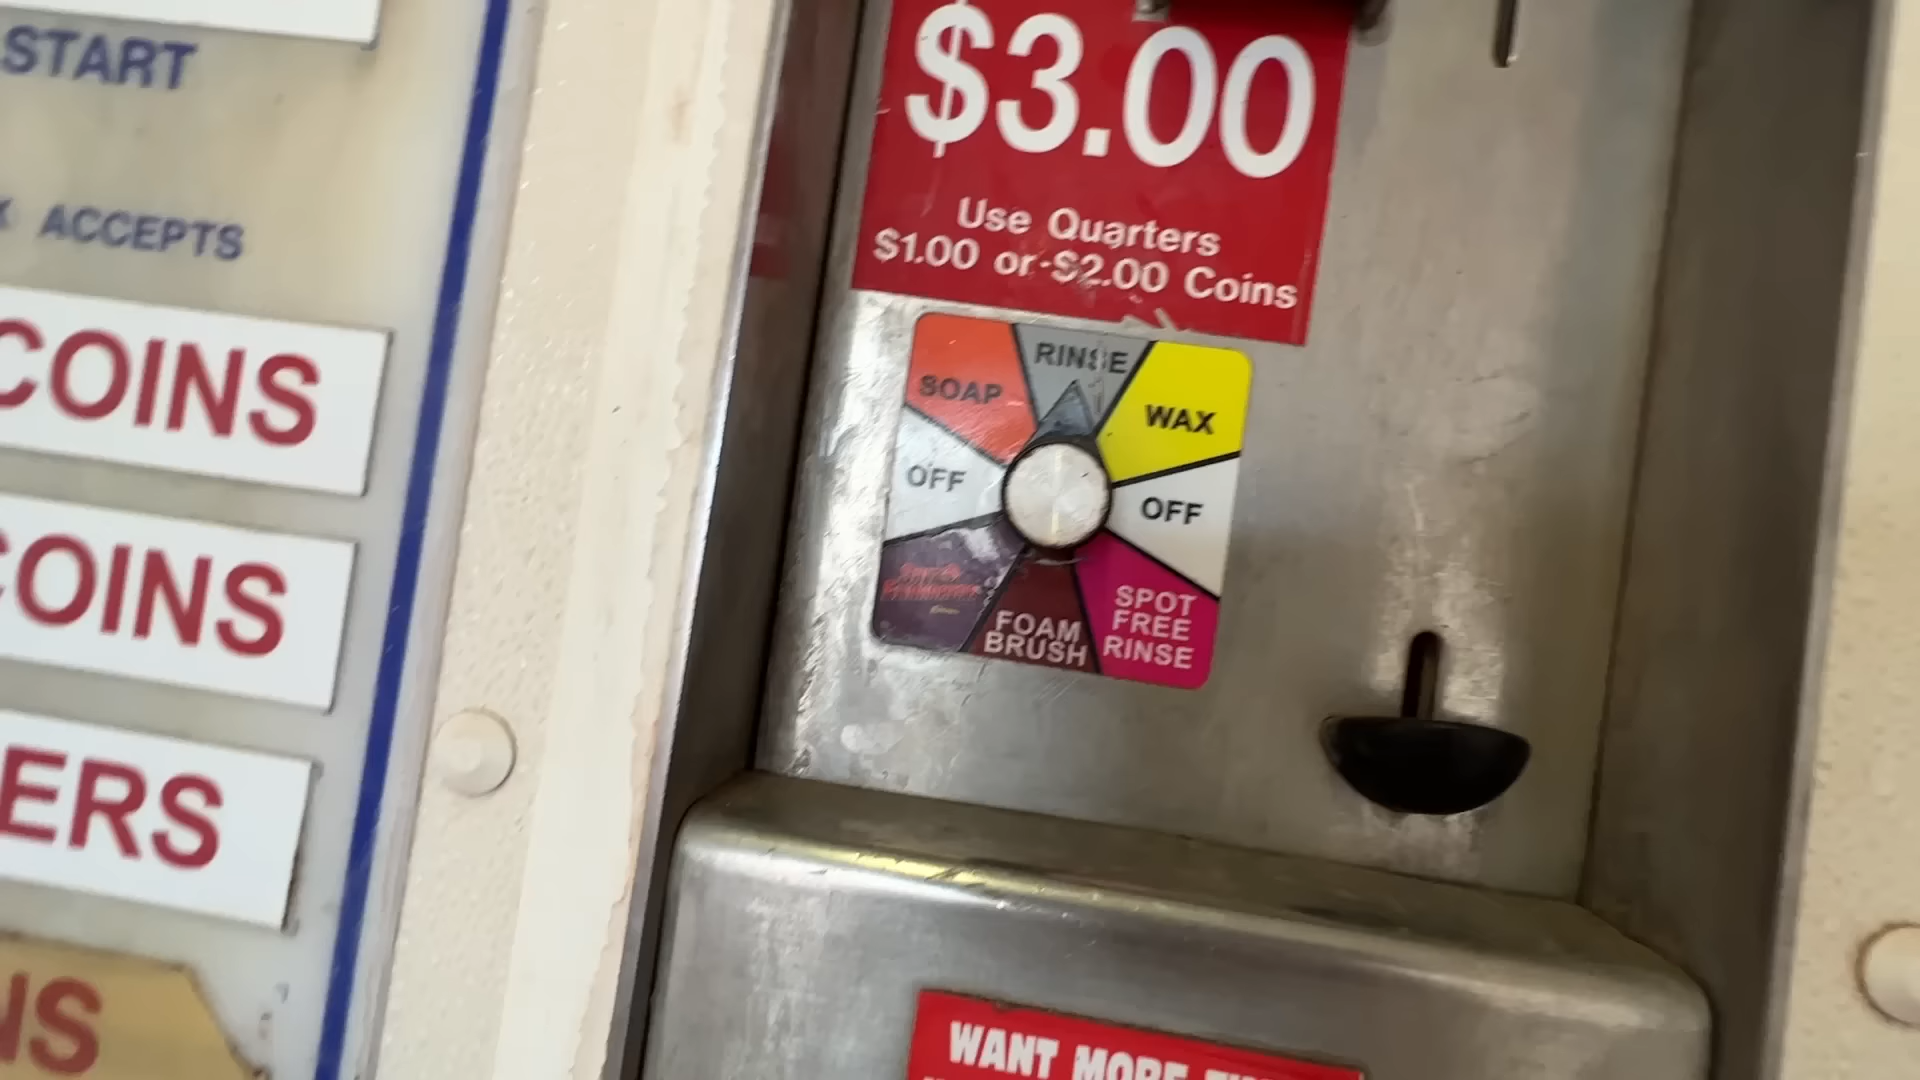 START
ACCEPTS
COINS
COINS
ERS
NS
$3.00
Use Quarters
$1.00 or $2.00 Coins
RINSE
SOAP
WAX
OFF
OFF
SPOT
FREE
RINSE
FOAM
BRUSH
WANT MORE